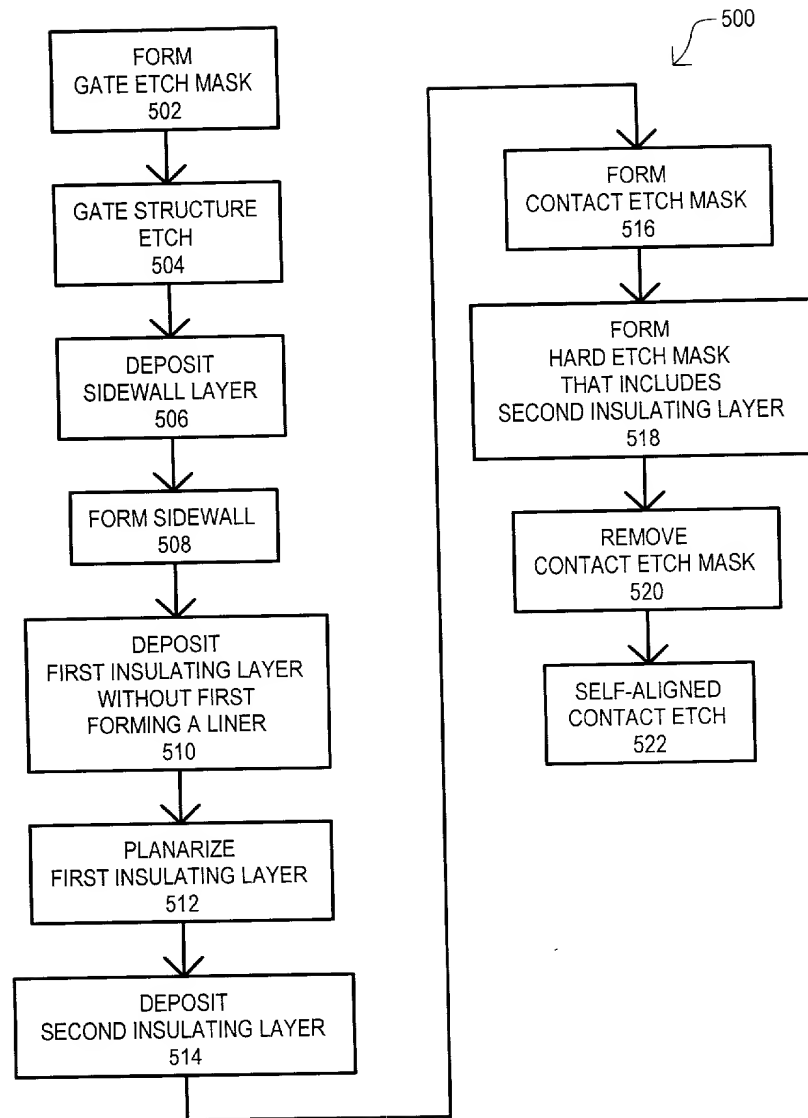 500
FORM
GATE ETCH MASK
502
GATE STRUCTURE
ETCH
504
DEPOSIT
SIDEWALL LAYER
506
FORM SIDEWALL
508
DEPOSIT
FIRST INSULATING LAYER
WITHOUT FIRST
FORMING A LINER
510
PLANARIZE
FIRST INSULATING LAYER
512
DEPOSIT
SECOND INSULATING LAYER
514
FORM
CONTACT ETCH MASK
516
FORM
HARD ETCH MASK
THAT INCLUDES
SECOND INSULATING LAYER
518
REMOVE
CONTACT ETCH MASK
520
SELF-ALIGNED
CONTACT ETCH
522